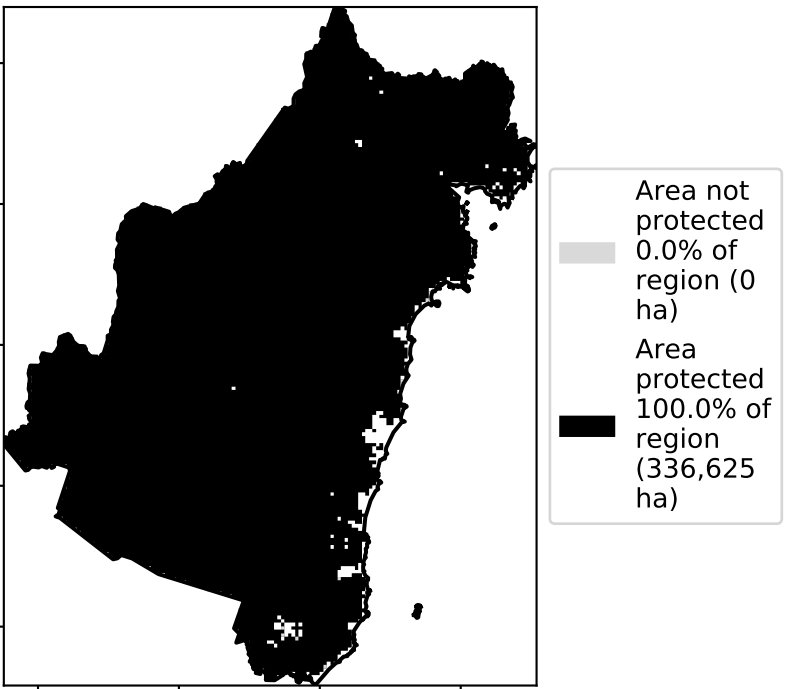 Area not
protected
0.0% of
region (0
ha)
Area
protected
100.0% of
region
(336,625
ha)